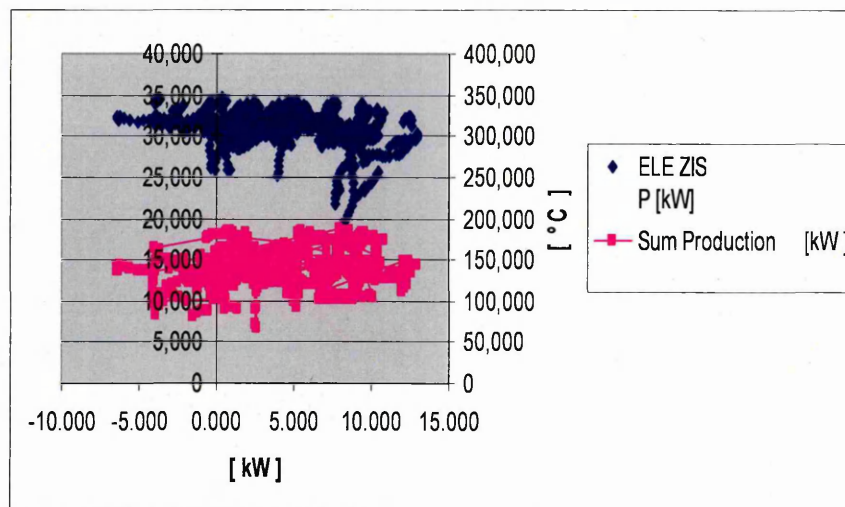 40,000 400,000
35,000 350,000
30,000 300,000
25,000 250,000
20,000 200,000
15,000 150,000
10,000 100,000
5,000 50,000
0 0
-10.000 -5.000 0.000 5.000 10.000 15.000
[ kW ]
[ °C ]
ELE ZIS
P [kW]
Sum Production [kW]